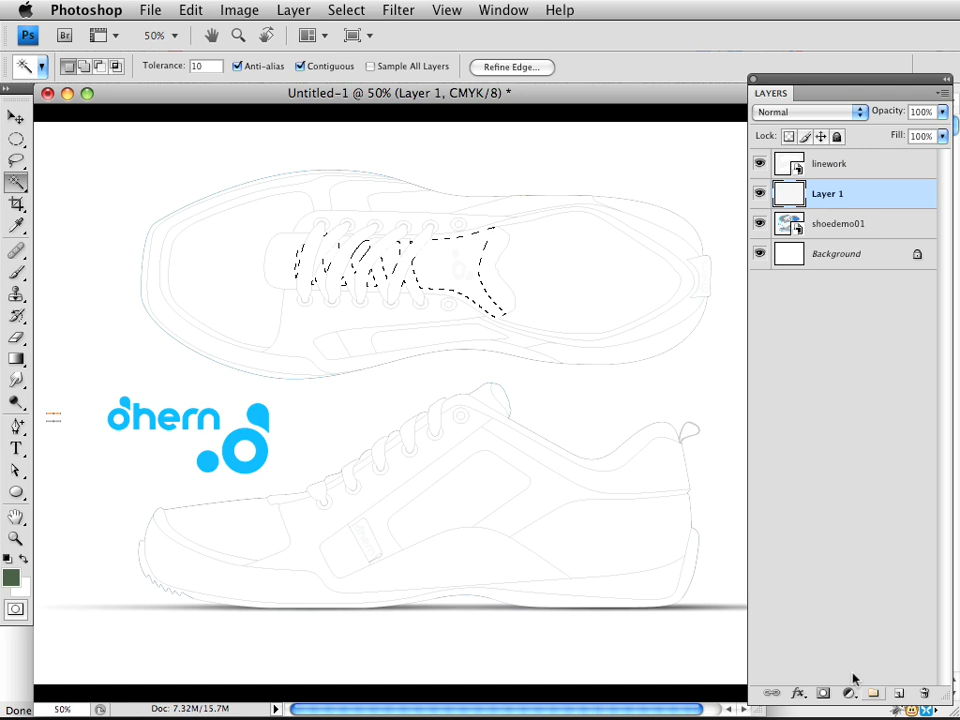 Photoshop File Edit Image Layer Select Filter View Window Help
Ps Br 50%
Tolerance: 10 Anti-alias Contiguous Sample All Layers Refine Edge...
Untitled-1 @ 50% (Layer 1, CMYK/8) *
LAYERS
Normal Opacity: 100%
Lock: Fill: 100%
linework
Layer 1
shoedemo01
Background
T
ohern
fx
Done 50% Doc: 7.32M/15.7M